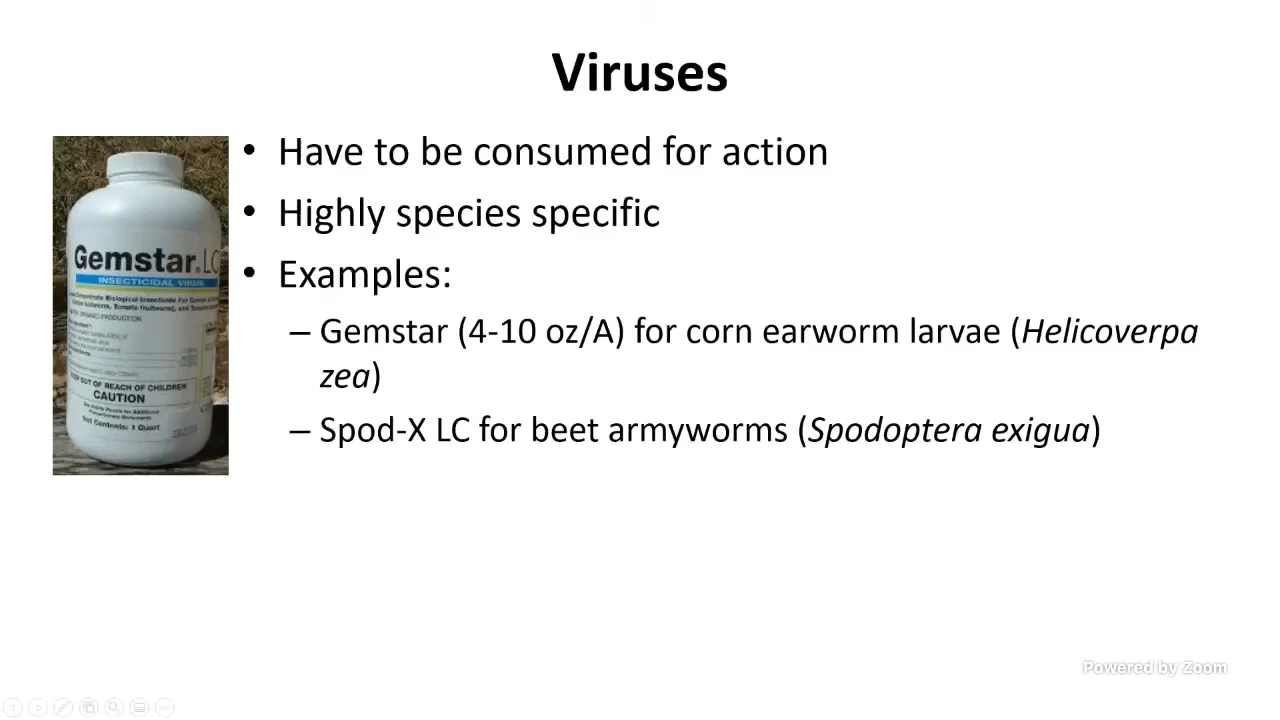 Viruses
• Have to be consumed for action
• Highly species specific
• Examples:
– Gemstar (4-10 oz/A) for corn earworm larvae (Helicoverpa
zea)
– Spod-X LC for beet armyworms (Spodoptera exigua)
Gemstar. LC
INSECTICIDAL VIRUS
KEEP OUT OF REACH OF CHILDREN
CAUTION
Net Contents: 1 Quart
Powered by Zoom